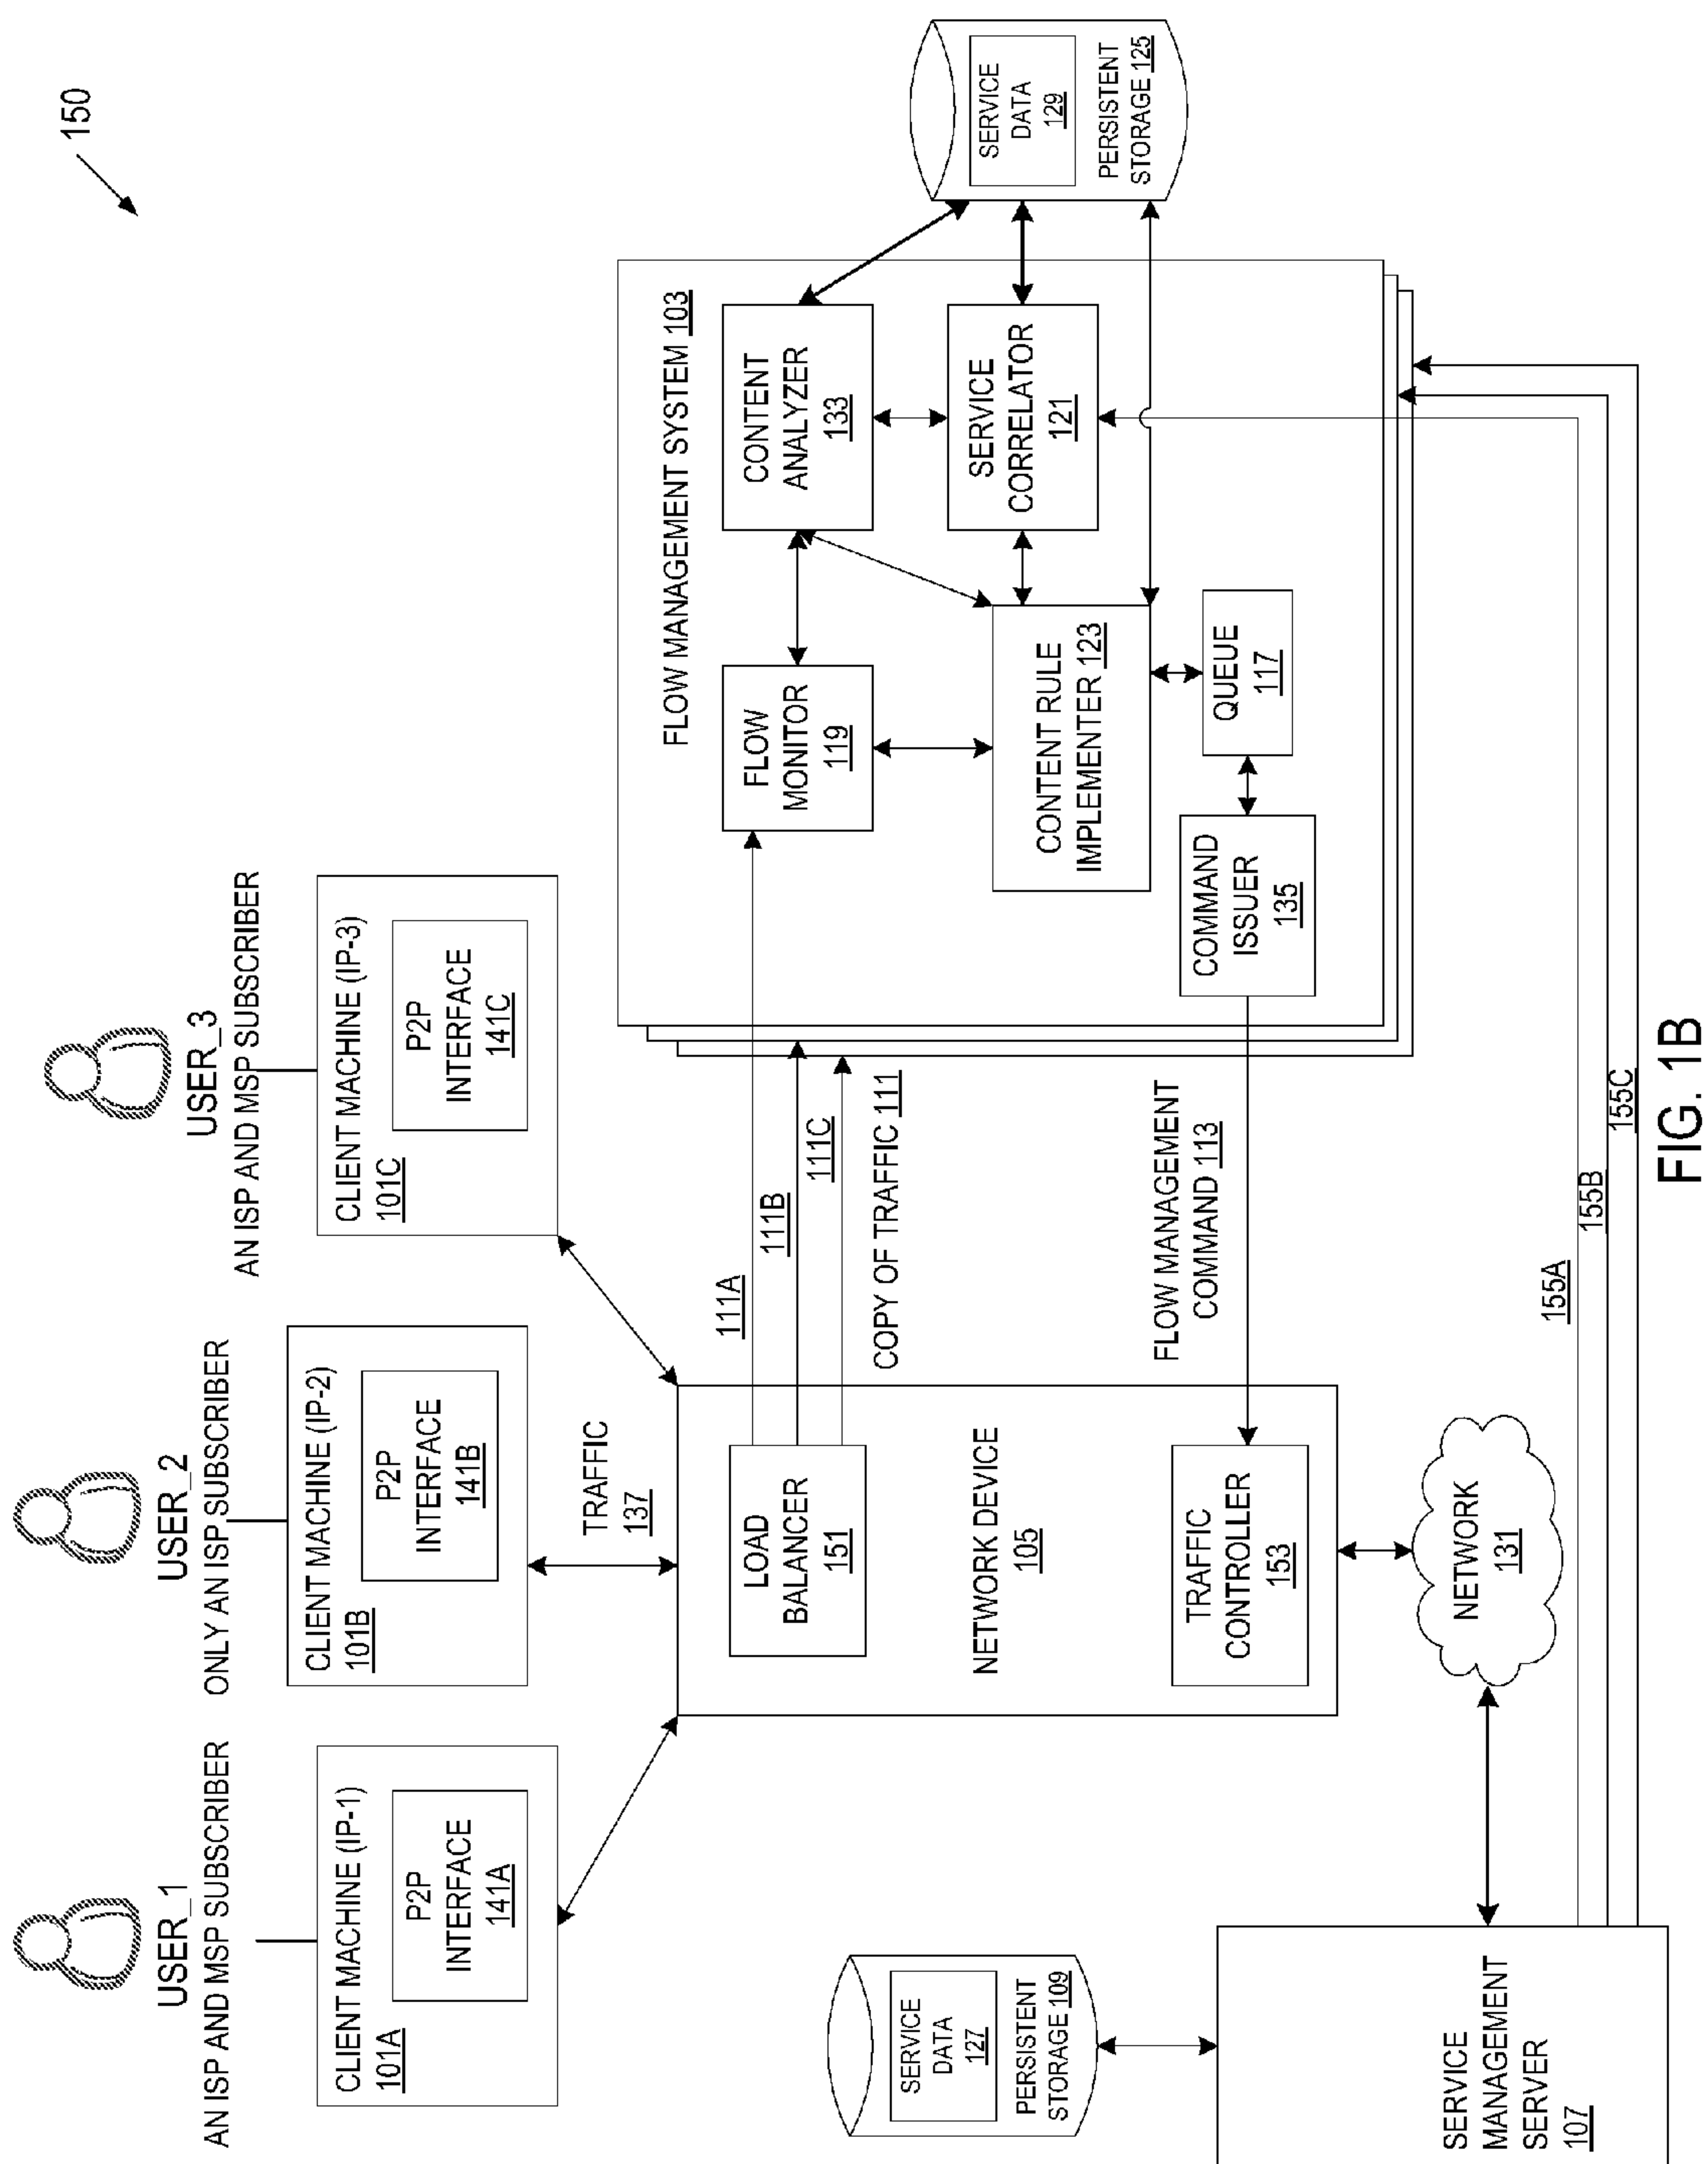 150
USER_1
AN ISP AND MSP SUBSCRIBER
CLIENT MACHINE (IP-1)
101A
P2P
INTERFACE
141A
USER_2
ONLY AN ISP SUBSCRIBER
CLIENT MACHINE (IP-2)
101B
P2P
INTERFACE
141B
USER_3
AN ISP AND MSP SUBSCRIBER
CLIENT MACHINE (IP-3)
101C
P2P
INTERFACE
141C
TRAFFIC
137
LOAD
BALANCER
151
NETWORK DEVICE
105
TRAFFIC
CONTROLLER
153
111A
111B
111C
COPY OF TRAFFIC 111
FLOW MANAGEMENT
COMMAND 113
FLOW MANAGEMENT SYSTEM 103
FLOW
MONITOR
119
CONTENT
ANALYZER
133
CONTENT RULE
IMPLEMENTER 123
SERVICE
CORRELATOR
121
COMMAND
ISSUER
135
QUEUE
117
SERVICE
DATA
129
PERSISTENT
STORAGE 125
SERVICE
DATA
127
PERSISTENT
STORAGE 109
SERVICE
MANAGEMENT
SERVER
107
NETWORK
131
155A
155B
155C
FIG. 1B